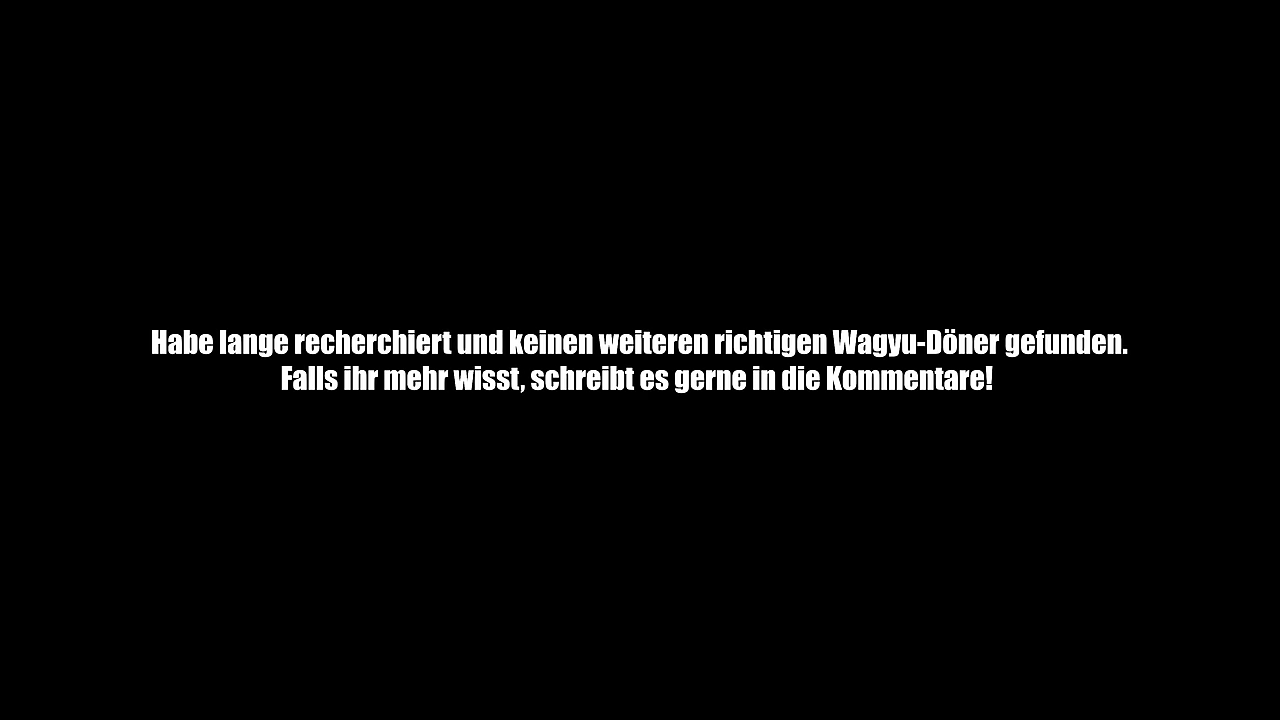 Habe lange recherchiert und keinen weiteren richtigen Wagyu-Döner gefunden.
Falls ihr mehr wisst, schreibt es gerne in die Kommentare!